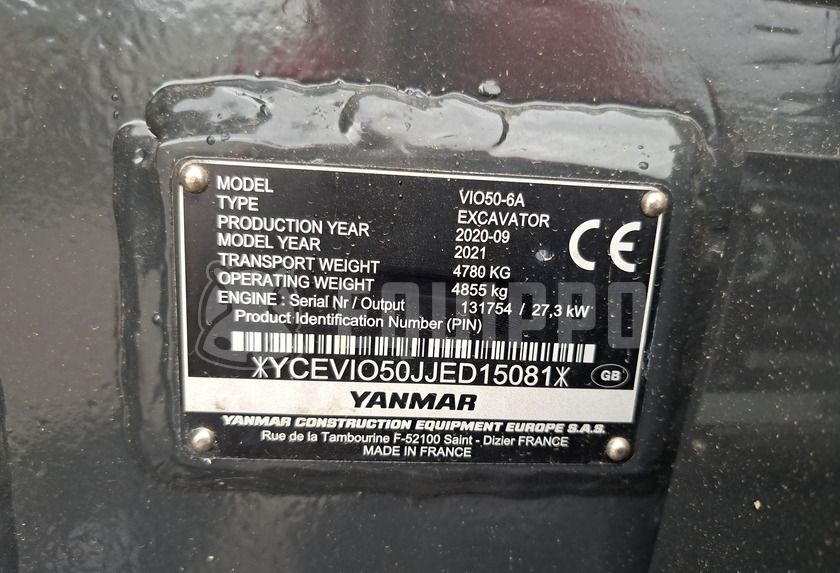 MODEL VIO50-6A
TYPE EXCAVATOR
PRODUCTION YEAR 2020-09
MODEL YEAR 2021
TRANSPORT WEIGHT 4780 KG
OPERATING WEIGHT 4855 kg
ENGINE : Serial Nr / Output 131754 / 27,3 kW
Product Identification Number (PIN)
*YCEVIO50JJED15081*
GB
YANMAR
YANMAR CONSTRUCTION EQUIPMENT EUROPE S.A.S.
Rue de la Tambourine F-52100 Saint - Dizier FRANCE
MADE IN FRANCE
CE
EQUIPPO